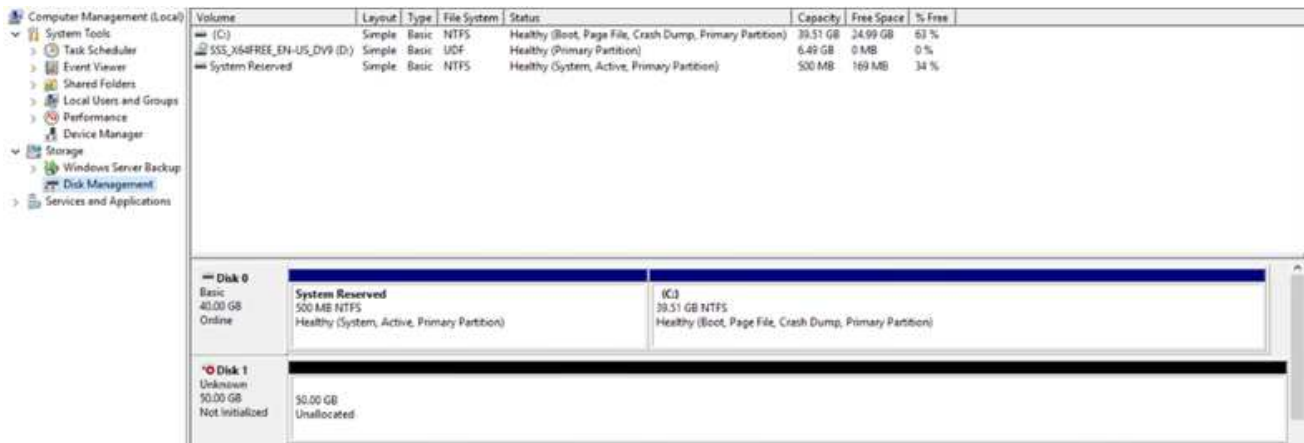 Computer Management (Local)
System Tools
Task Scheduler
Event Viewer
Shared Folders
Local Users and Groups
Performance
Device Manager
Storage
Windows Server Backup
Disk Management
Services and Applications
Volume Layout Type File System Status Capacity Free Space % Free
(C:) Simple Basic NTFS Healthy (Boot, Page File, Crash Dump, Primary Partition) 39.51 GB 24.99 GB 63 %
SSS_X64FREE_EN-US_DV9 (D:) Simple Basic UDF Healthy (Primary Partition) 6.49 GB 0 MB 0 %
System Reserved Simple Basic NTFS Healthy (System, Active, Primary Partition) 500 MB 169 MB 34 %
Disk 0
Basic
40.00 GB
Online
System Reserved
500 MB NTFS
Healthy (System, Active, Primary Partition)
(C:)
39.51 GB NTFS
Healthy (Boot, Page File, Crash Dump, Primary Partition)
Disk 1
Unknown
50.00 GB
Not Initialized
50.00 GB
Unallocated